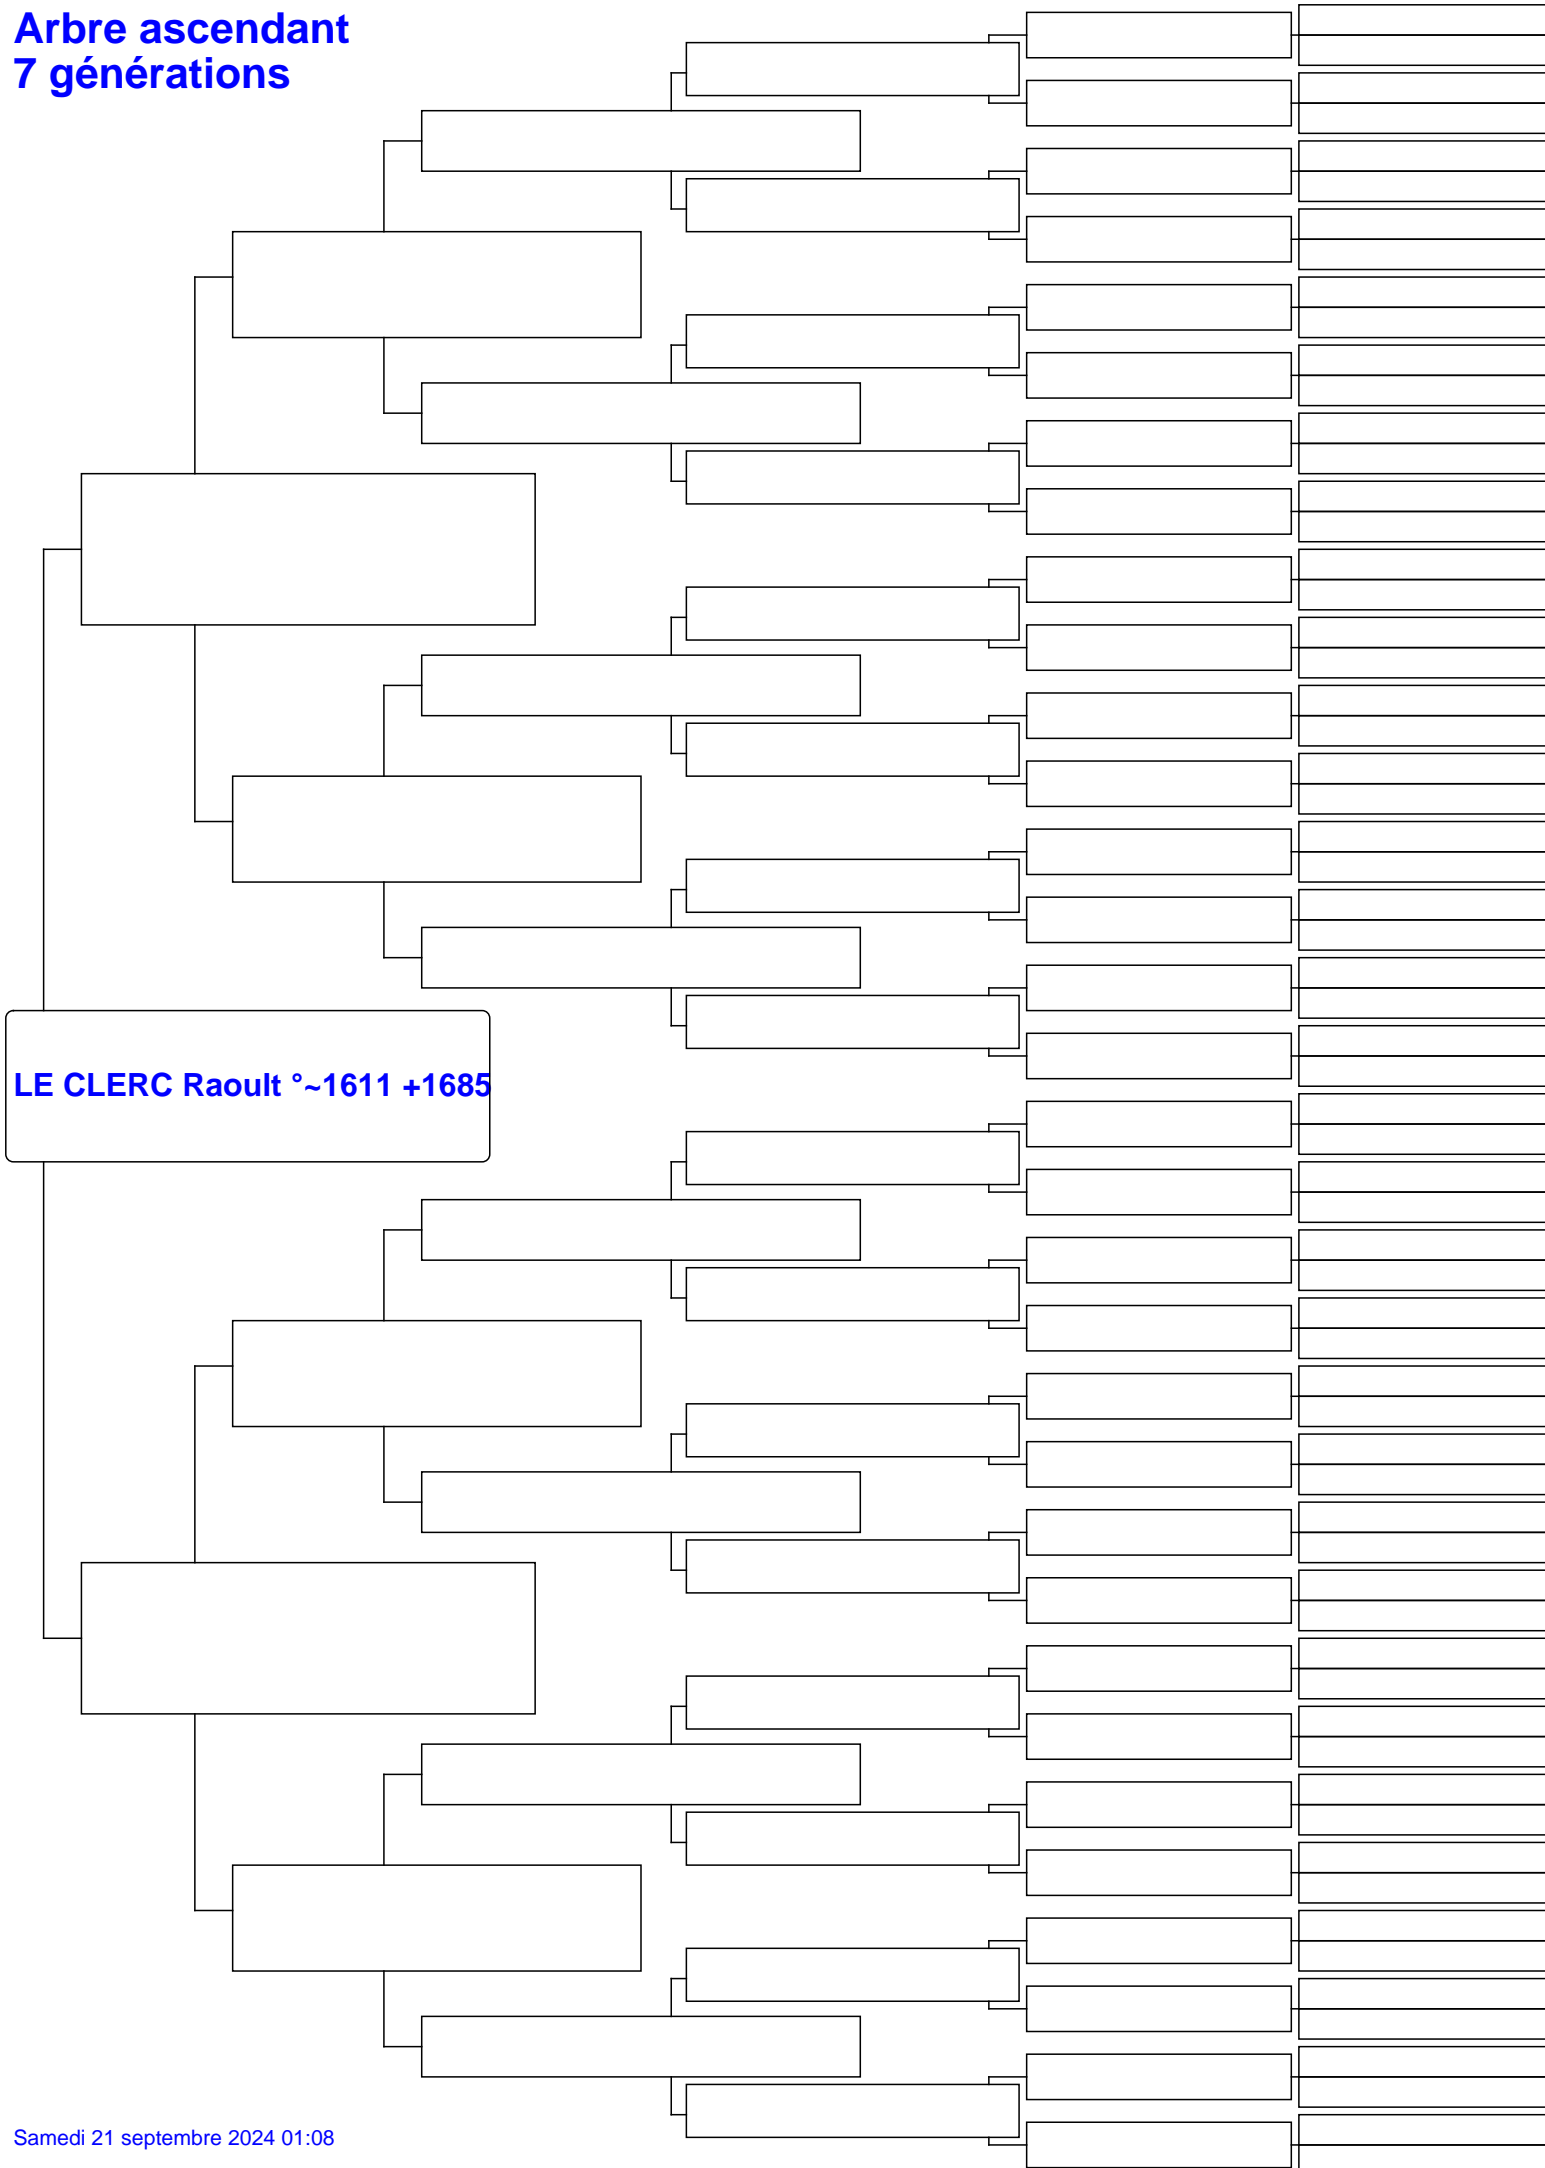 Arbre ascendant
7 générations
LE CLERC Raoult °~1611 +1685
Samedi 21 septembre 2024 01:08